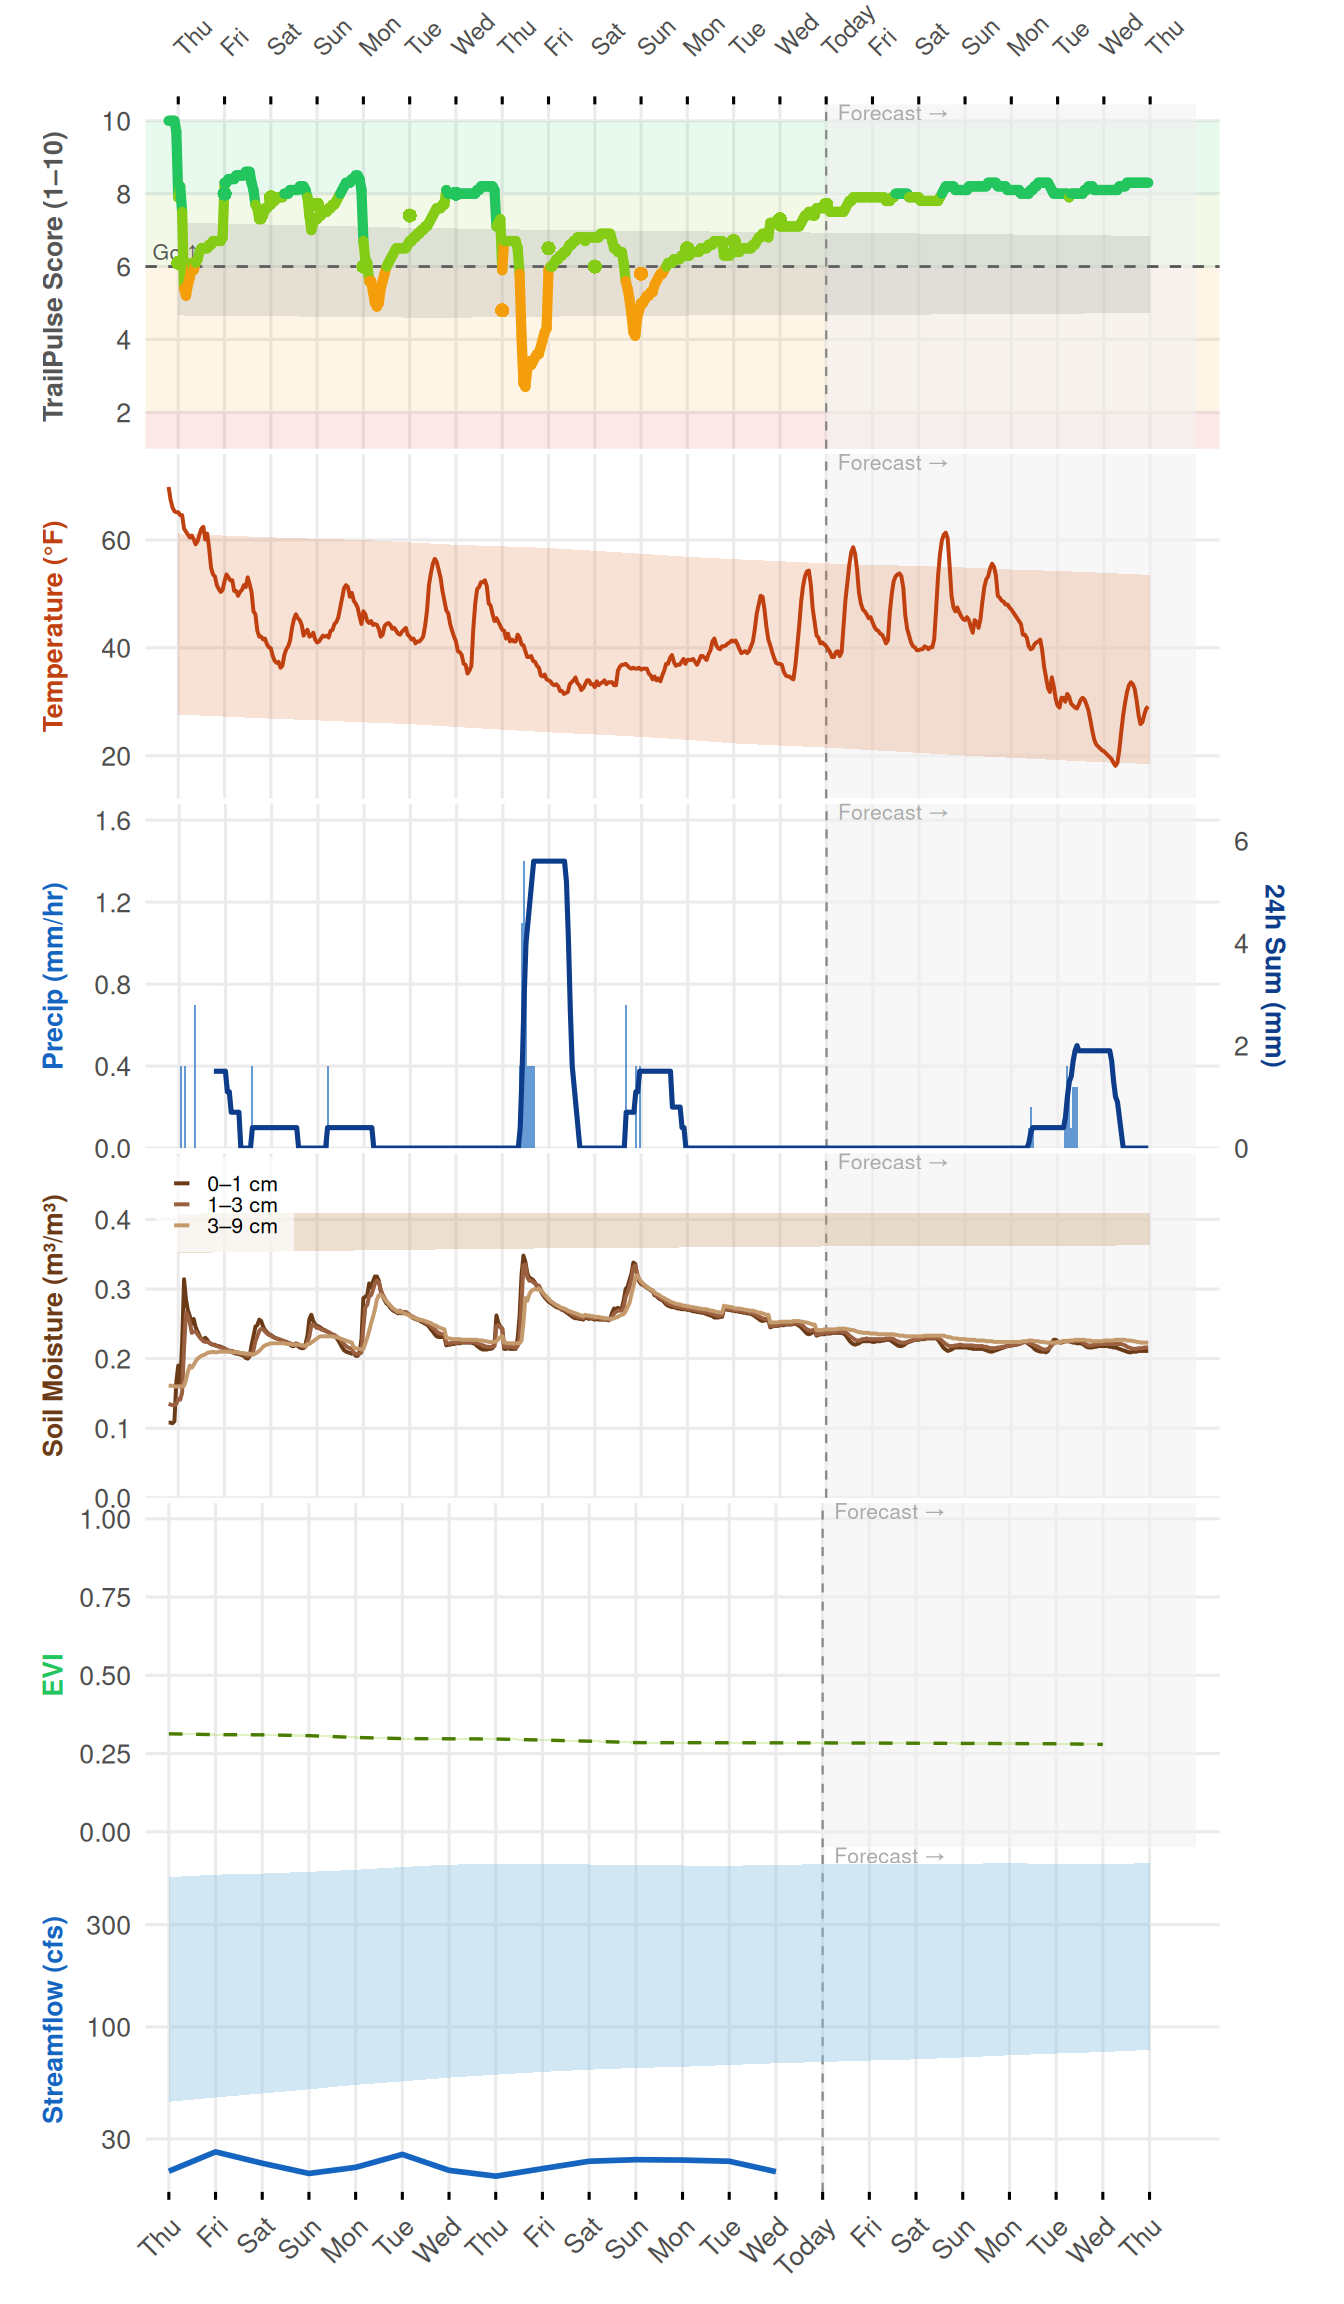 Thu Fri Sat Sun Mon Tue Wed Thu Fri Sat Sun Mon Tue Wed Today Fri Sat Sun Mon Tue Wed Thu
TrailPulse Score (1–10)
10
8
6
4
2
Forecast →
Temperature (°F)
60
40
20
Forecast →
Precip (mm/hr)
1.6
1.2
0.8
0.4
0.0
Forecast →
24h Sum (mm)
6
4
2
0
Soil Moisture (m³/m³)
0.4
0.3
0.2
0.1
0.0
0–1 cm
1–3 cm
3–9 cm
Forecast →
EVI
1.00
0.75
0.50
0.25
0.00
Forecast →
Streamflow (cfs)
300
100
30
Forecast →
Thu Fri Sat Sun Mon Tue Wed Thu Fri Sat Sun Mon Tue Wed Today Fri Sat Sun Mon Tue Wed Thu